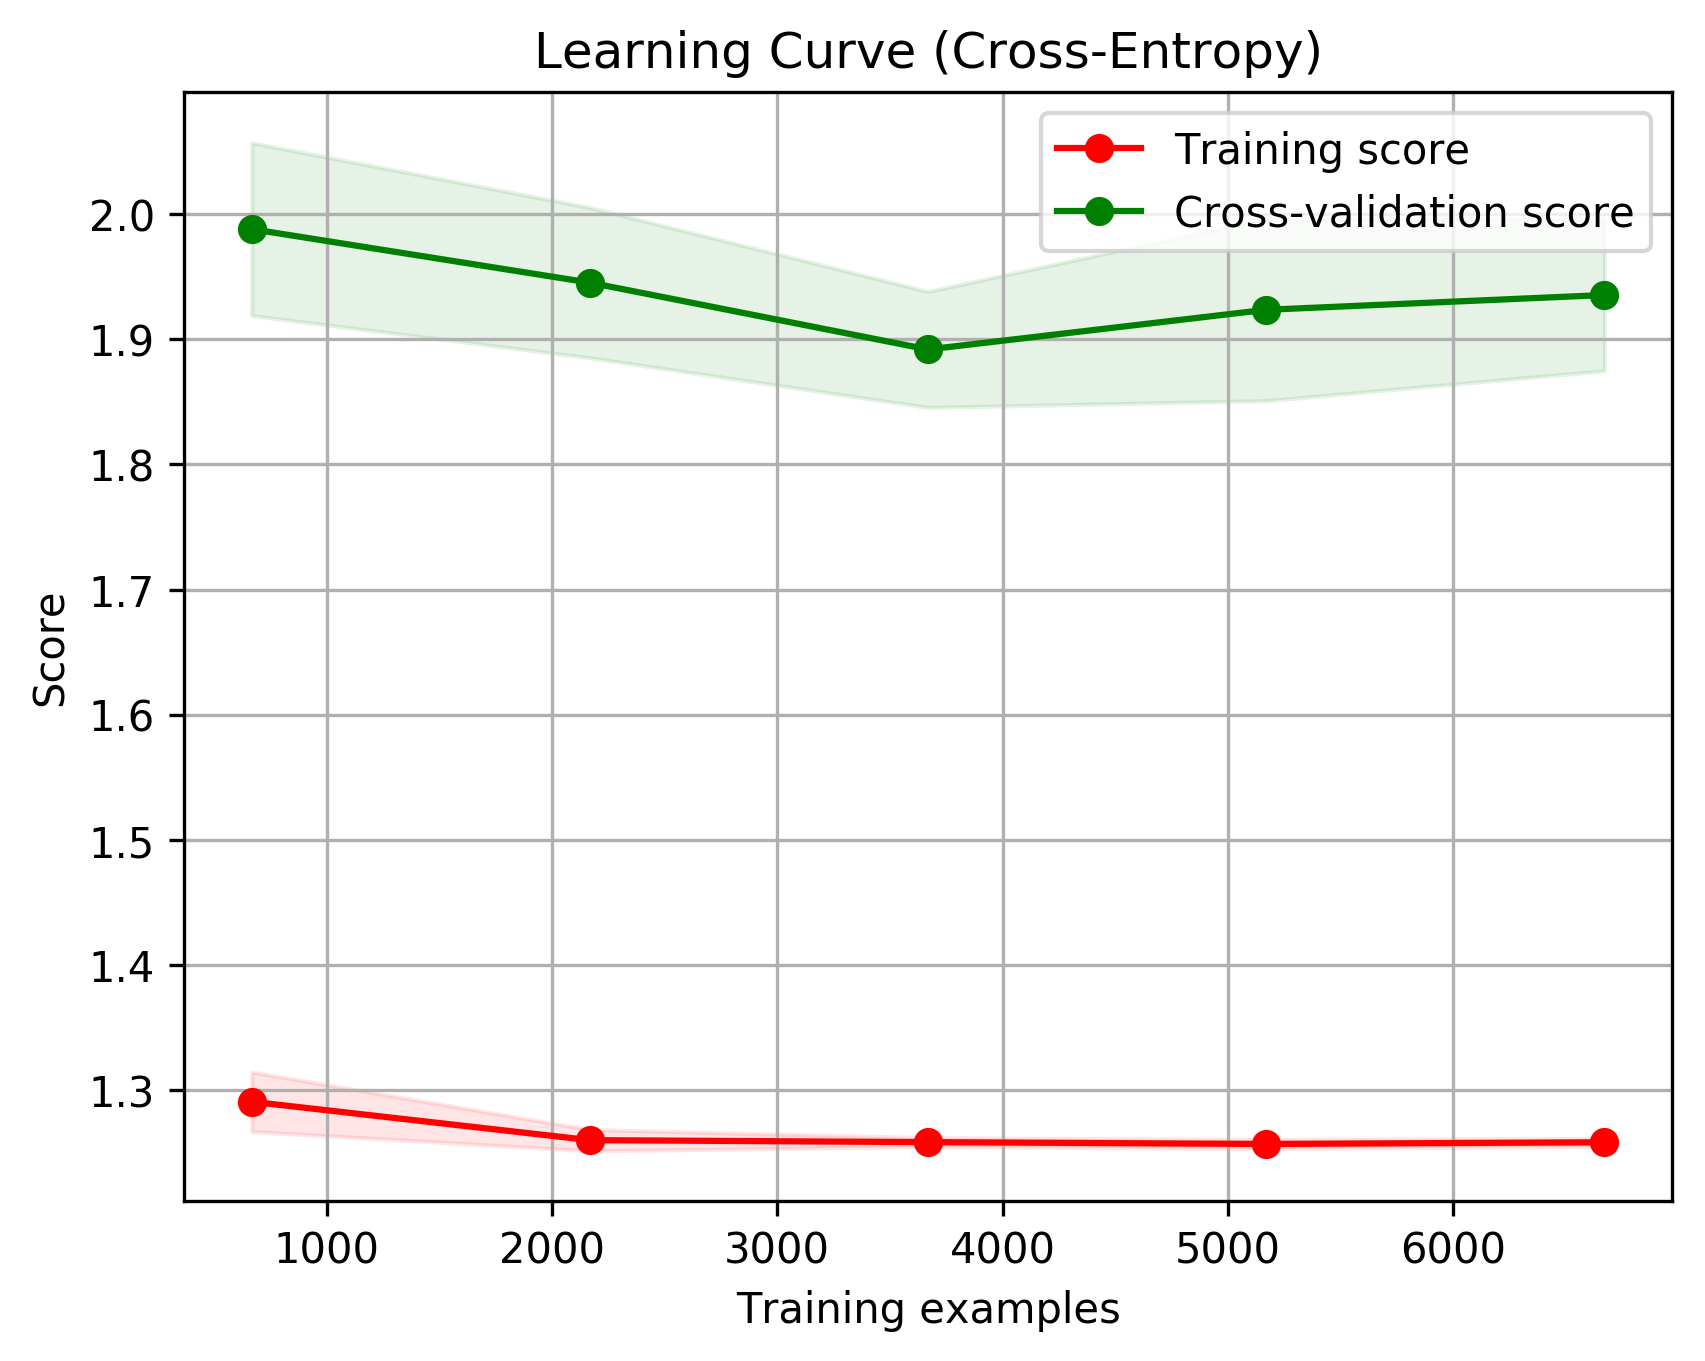 Learning Curve (Cross-Entropy)
Training score
Cross-validation score
2.0
1.9
1.8
1.7
1.6
1.5
1.4
1.3
Score
1000 2000 3000 4000 5000 6000
Training examples